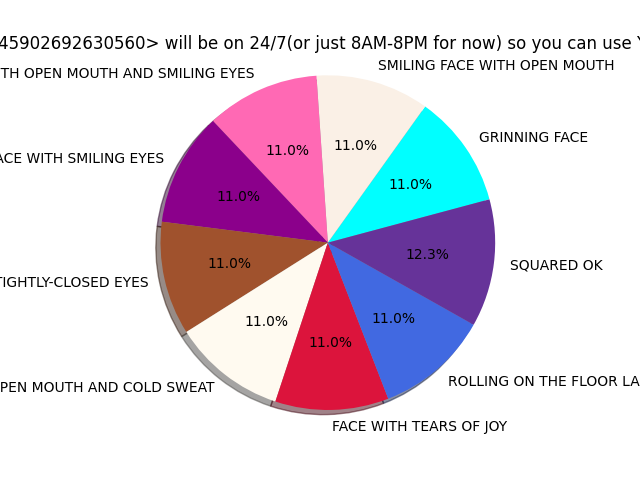 45902692630560> will be on 24/7(or just 8AM-8PM for now) so you can use
SMILING FACE WITH OPEN MOUTH
TH OPEN MOUTH AND SMILING EYES
GRINNING FACE
ACE WITH SMILING EYES
SQUARED OK
TIGHTLY-CLOSED EYES
ROLLING ON THE FLOOR LA
PEN MOUTH AND COLD SWEAT
FACE WITH TEARS OF JOY
11.0%
11.0%
11.0%
11.0%
12.3%
11.0%
11.0%
11.0%
11.0%